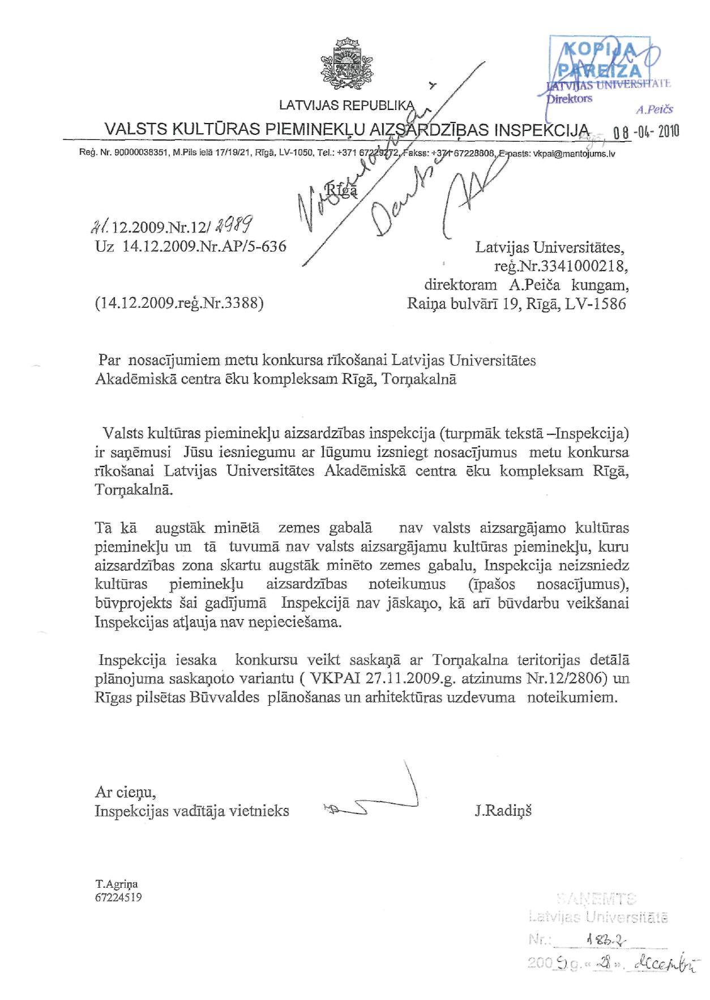 KOPIJA
PAREIZA
LATVIJAS UNIVERSITĀTE
Direktors
A.Peičs
08-04-2010
LATVIJAS REPUBLIKA
VALSTS KULTŪRAS PIEMINEKĻU AIZSARDZĪBAS INSPEKCIJA
Reģ. Nr. 90000038351, M.Pils ielā 17/19/21, Rīgā, LV-1050, Tel.: +371 67229272, Fakss: +371 67228808, E-pasts: vkpai@mantojums.lv
Rīgā
21.12.2009.Nr.12/ 2989
Uz 14.12.2009.Nr.AP/5-636
Latvijas Universitātes,
reģ.Nr.3341000218,
direktoram A.Peiča kungam,
(14.12.2009.reģ.Nr.3388)
Raiņa bulvārī 19, Rīgā, LV-1586
Par nosacījumiem metu konkursa rīkošanai Latvijas Universitātes
Akadēmiskā centra ēku kompleksam Rīgā, Torņakalnā
Valsts kultūras pieminekļu aizsardzības inspekcija (turpmāk tekstā –Inspekcija)
ir saņēmusi Jūsu iesniegumu ar lūgumu izsniegt nosacījumus metu konkursa
rīkošanai Latvijas Universitātes Akadēmiskā centra ēku kompleksam Rīgā,
Torņakalnā.
Tā kā augstāk minētā zemes gabalā nav valsts aizsargājamo kultūras
pieminekļu un tā tuvumā nav valsts aizsargājamu kultūras pieminekļu, kuru
aizsardzības zona skartu augstāk minēto zemes gabalu, Inspekcija neizsniedz
kultūras pieminekļu aizsardzības noteikumus (īpašos nosacījumus),
būvprojekts šai gadījumā Inspekcijā nav jāskaņo, kā arī būvdarbu veikšanai
Inspekcijas atļauja nav nepieciešama.
Inspekcija iesaka konkursu veikt saskaņā ar Torņakalna teritorijas detālā
plānojuma saskaņoto variantu ( VKPAI 27.11.2009.g. atzinums Nr.12/2806) un
Rīgas pilsētas Būvvaldes plānošanas un arhitektūras uzdevuma noteikumiem.
Ar cieņu,
Inspekcijas vadītāja vietnieks J.Radiņš
T.Agriņa
67224519
SAŅEMTS
Latvijas Universitātē
Nr.: 1832
2009.g.« 28 ». decembrī